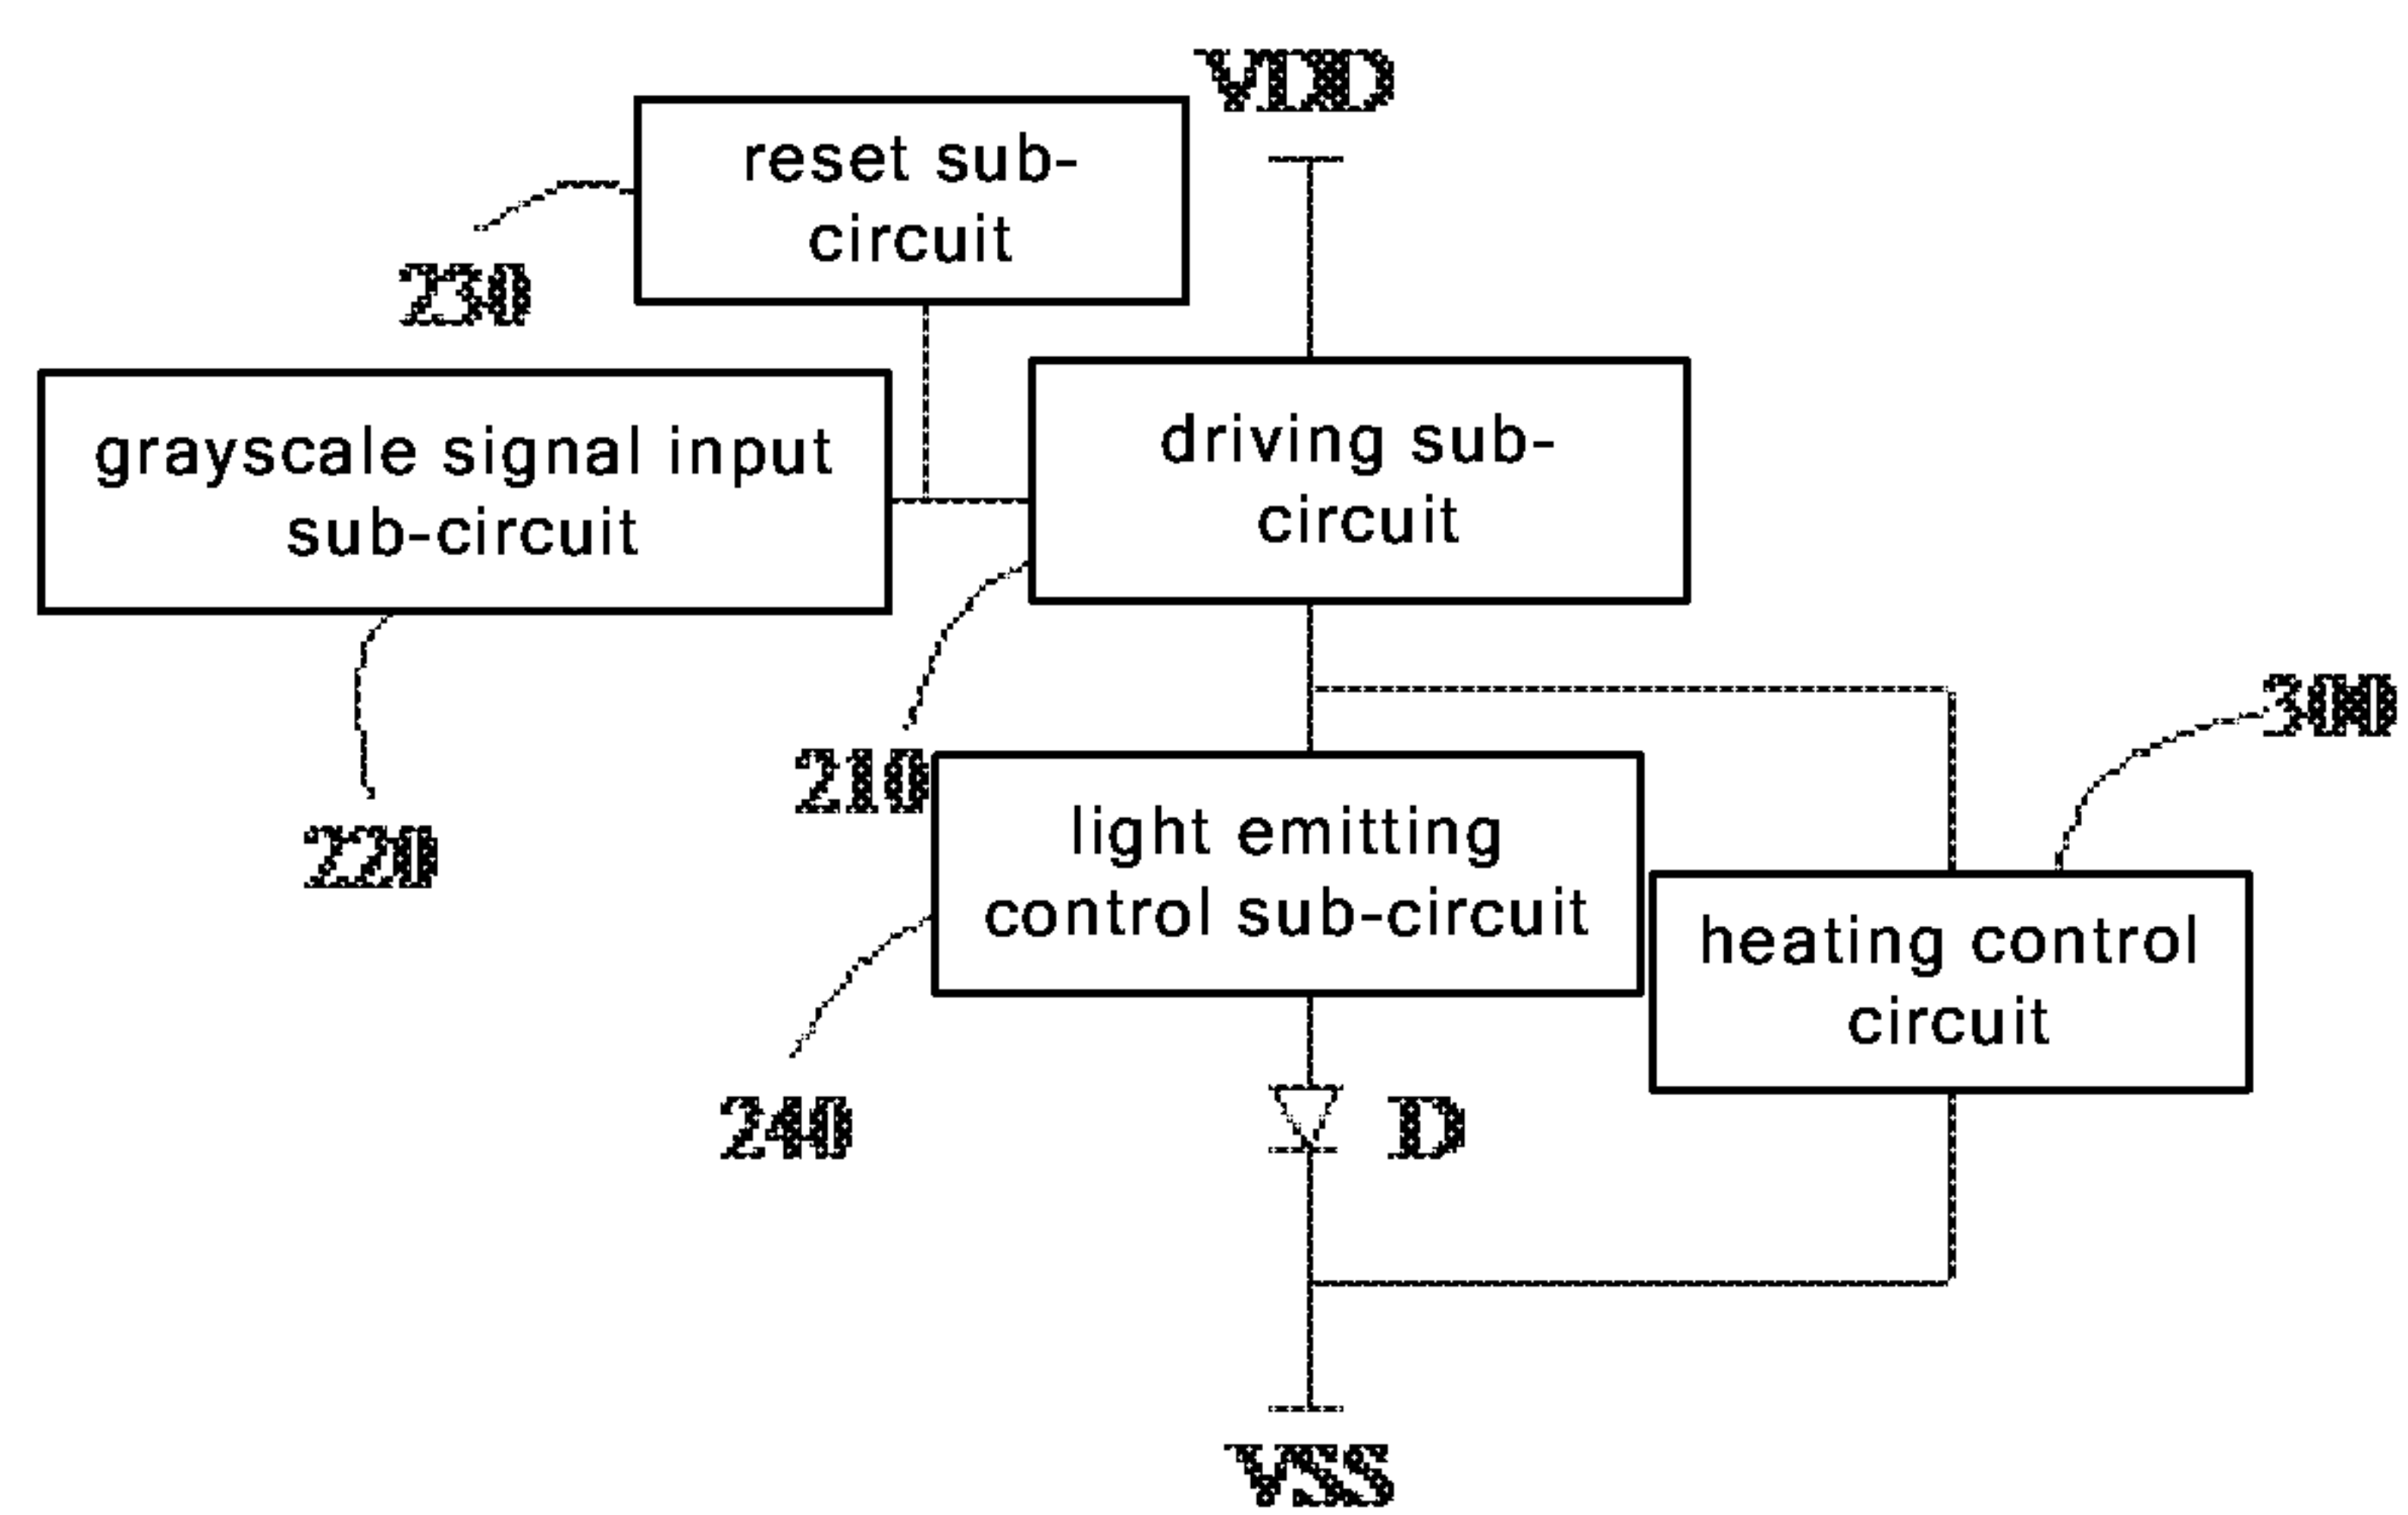 VDD
reset sub-
circuit
230
grayscale signal input
sub-circuit
driving sub-
circuit
300
210
220
light emitting
control sub-circuit
heating control
circuit
240
D
VSS